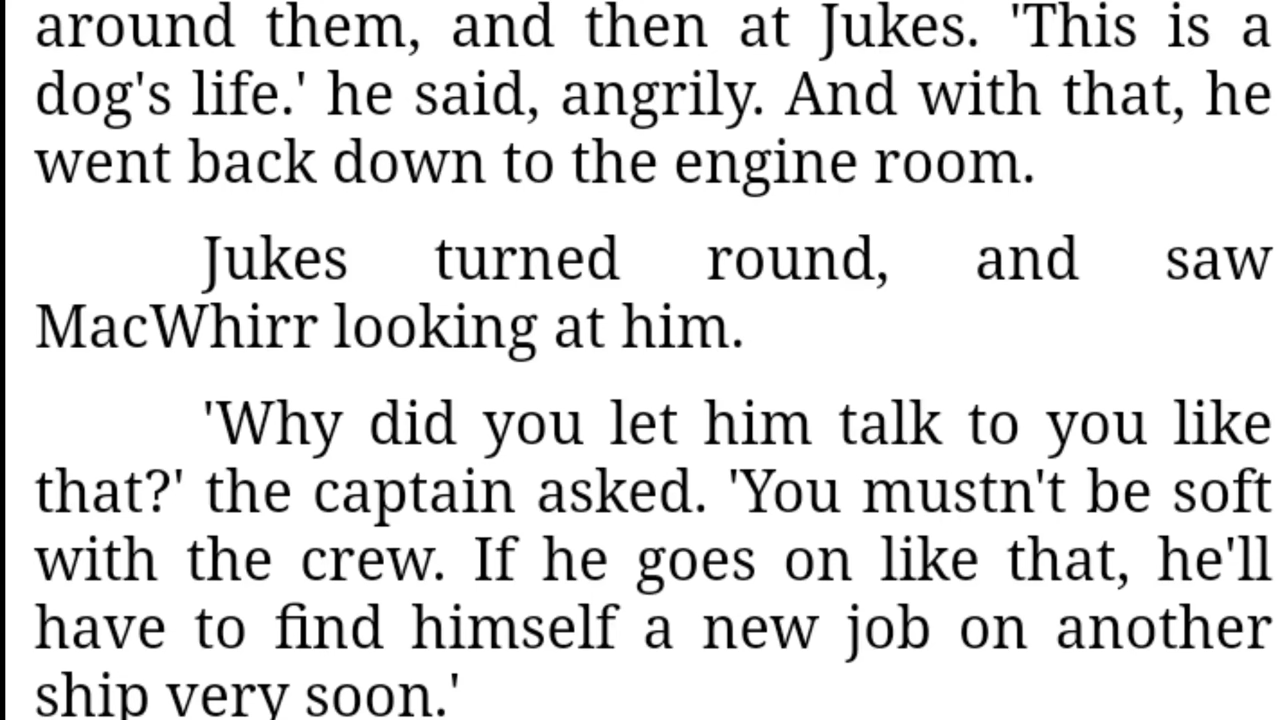 around them, and then at Jukes. 'This is a
dog's life.' he said, angrily. And with that, he
went back down to the engine room.
Jukes turned round, and saw
MacWhirr looking at him.
'Why did you let him talk to you like
that?' the captain asked. 'You mustn't be soft
with the crew. If he goes on like that, he'll
have to find himself a new job on another
ship very soon.'